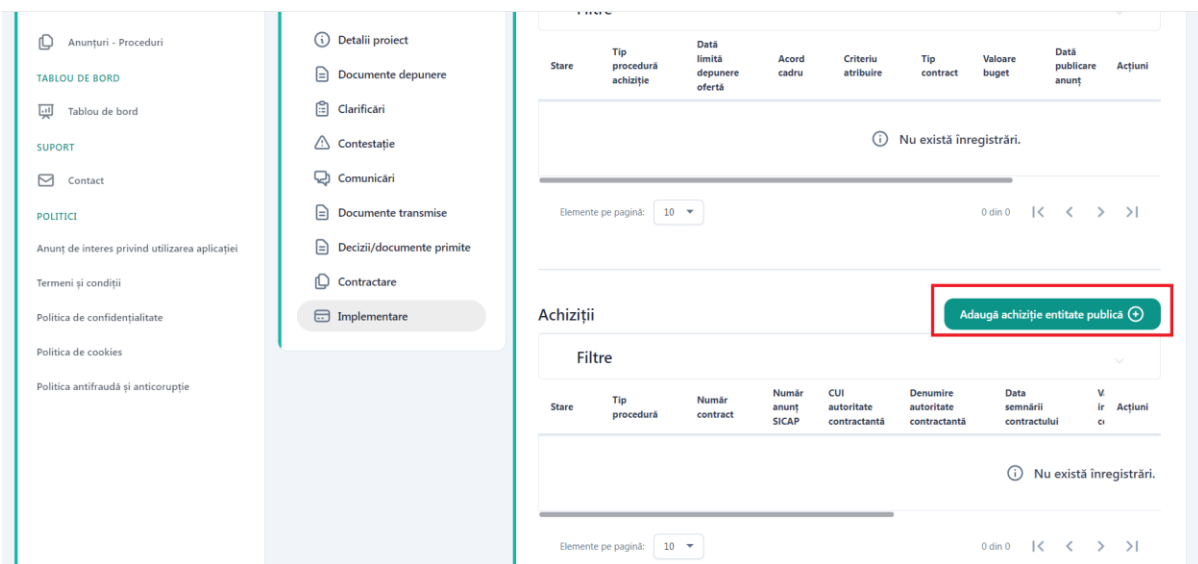 Anunțuri - Proceduri
TABLOU DE BORD
Tablou de bord
SUPORT
Contact
POLITICI
Anunț de interes privind utilizarea aplicației
Termeni și condiții
Politica de confidențialitate
Politica de cookies
Politica antifraudă și anticorupție
Detalii proiect
Documente depunere
Clarificări
Contestație
Comunicări
Documente transmise
Decizii/documente primite
Contractare
Implementare
Stare
Tip
procedură
achiziție
Dată
limită
depunere
ofertă
Acord
cadru
Criteriu
atribuire
Tip
contract
Valoare
buget
Dată
publicare
anunț
Acțiuni
Nu există înregistrări.
Elemente pe pagină: 10
0 din 0
Achiziții
Adaugă achiziție entitate publică
Filtre
Stare
Tip
procedură
Număr
contract
Număr
anunț
SICAP
CUI
autoritate
contractantă
Denumire
autoritate
contractantă
Data
semnării
contractului
Acțiuni
Nu există înregistrări.
Elemente pe pagină: 10
0 din 0